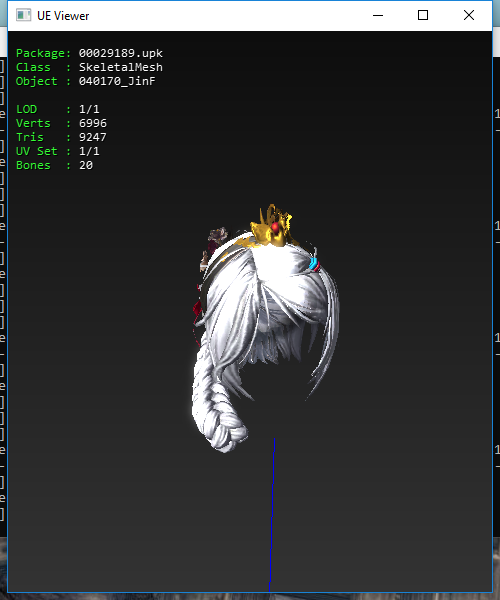 UE Viewer
Package: 00029189.upk
Class  : SkeletalMesh
Object : 040170_JinF
LOD    : 1/1
Verts  : 6996
Tris   : 9247
UV Set : 1/1
Bones  : 20